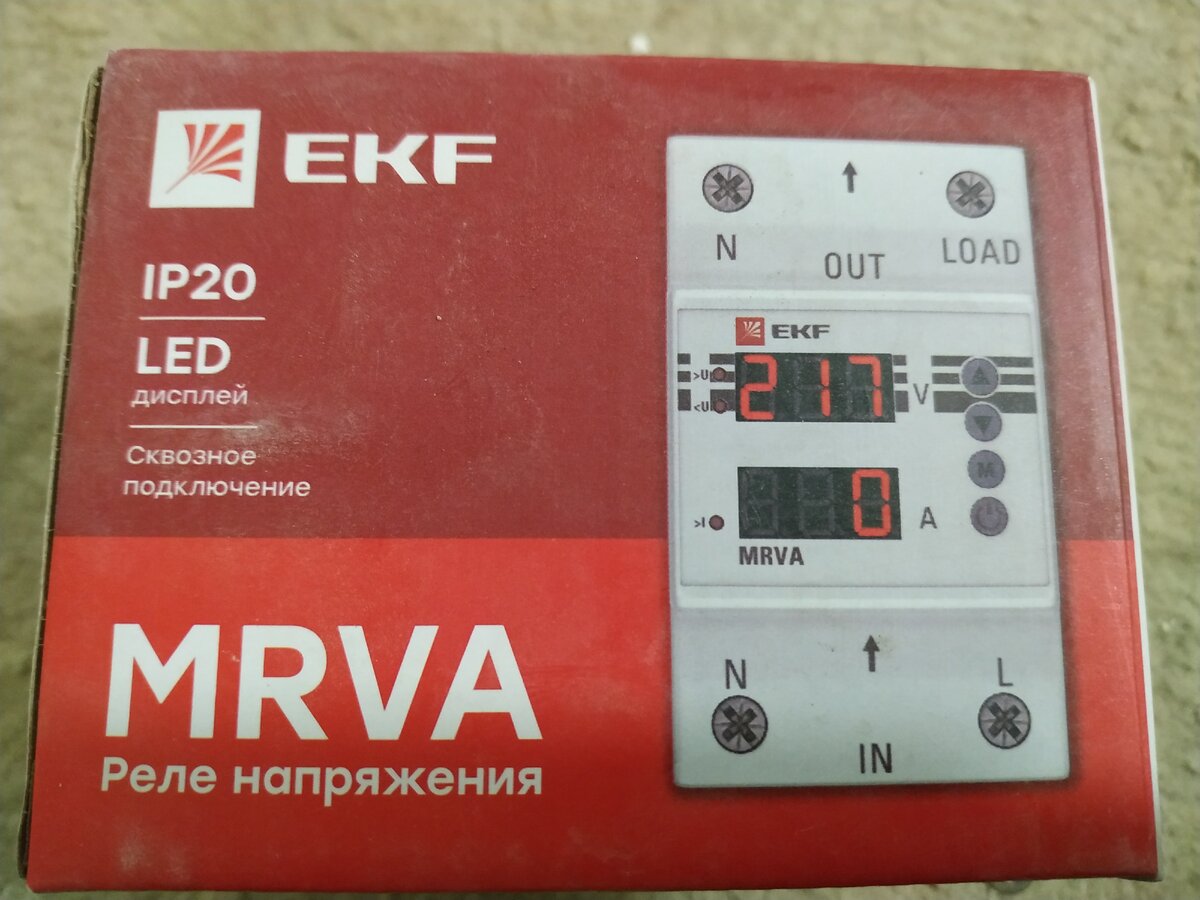 EKF
IP20
LED
дисплей
Сквозное
подключение
MRVA
Реле напряжения
N
OUT
LOAD
EKF
>U
<U
217
V
0
A
>I
M
MRVA
N
L
IN